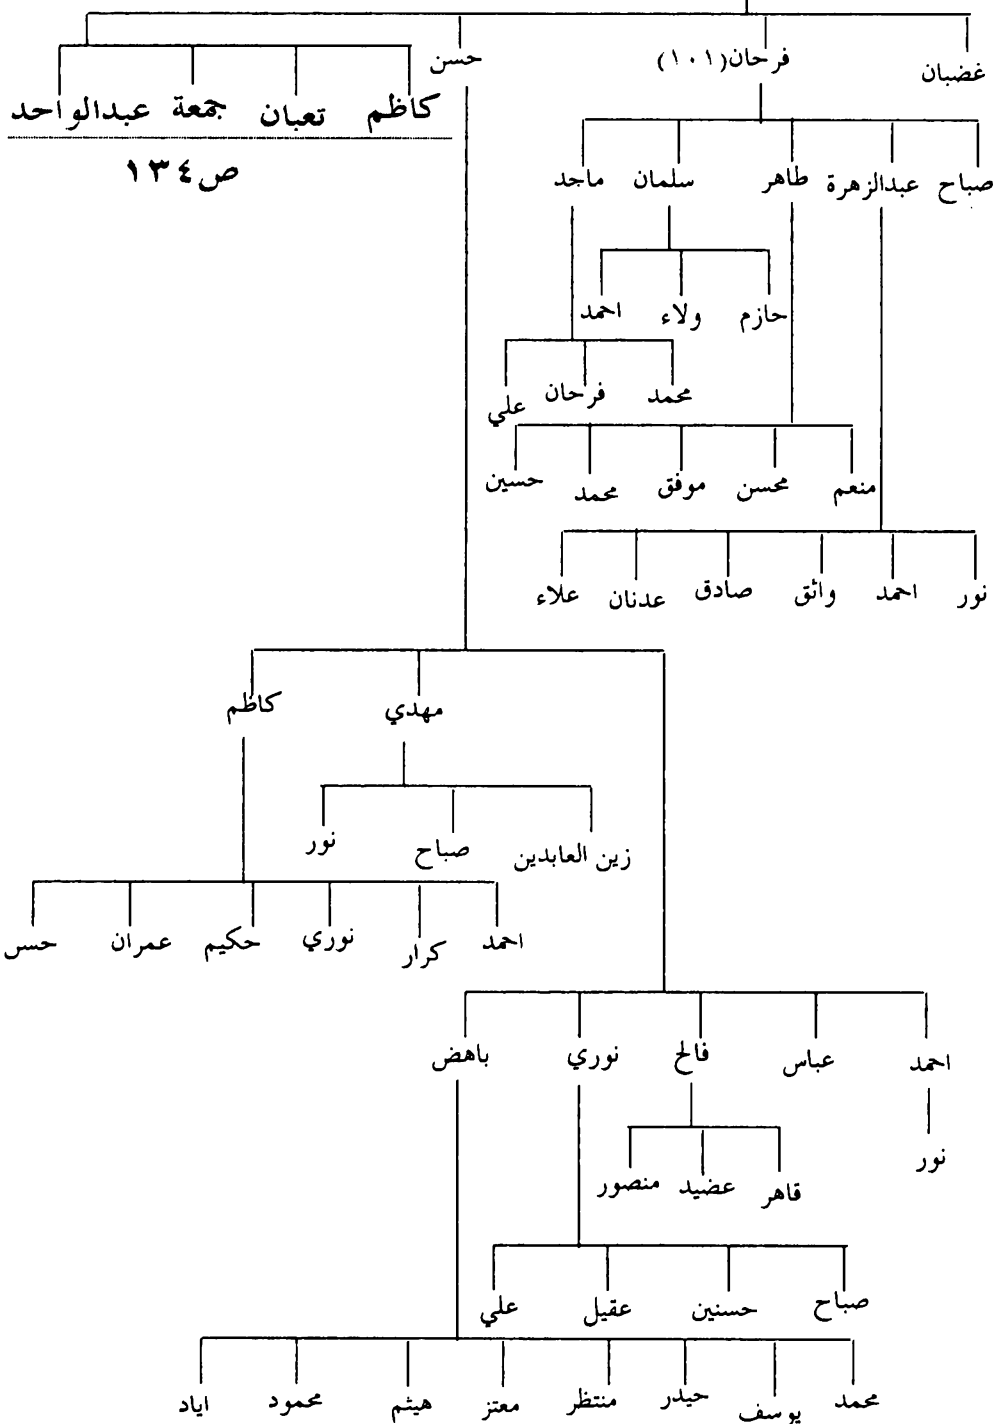 غضبان فرحان(١٠١) حسن
كاظم تعبان جمعة عبدالواحد
ص١٣٤
صباح عبدالزهرة طاهر سلمان ماجد
حازم ولاء احمد
محمد فرحان علي
منعم محسن موفق محمد حسين
نور احمد واثق صادق عدنان علاء
مهدي كاظم
زين العابدين صباح نور
احمد كرار نوري حكيم عمران حسن
احمد عباس فالح نوري باهض
نور
قاهر عضيد منصور
صباح حسنين عقيل علي
محمد يوسف حيدر منتظر معتز هيثم محمود اياد